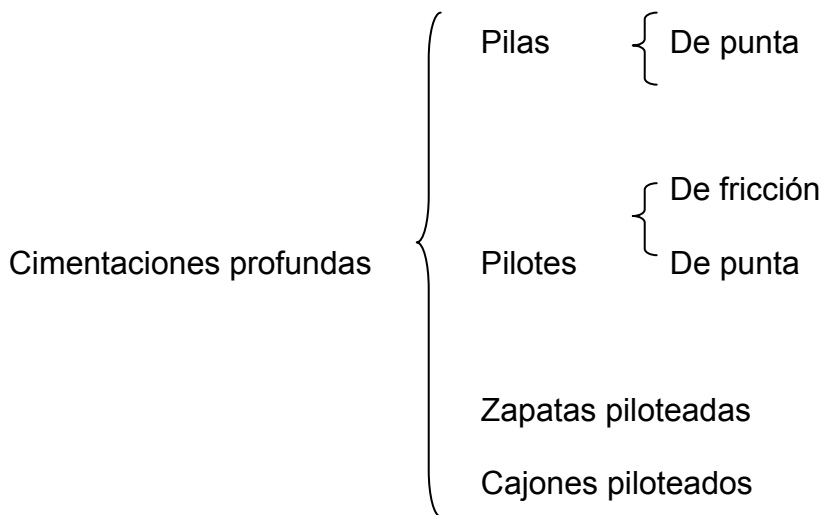 Pilas De punta
De fricción
Cimentaciones profundas Pilotes De punta
Zapatas piloteadas
Cajones piloteados